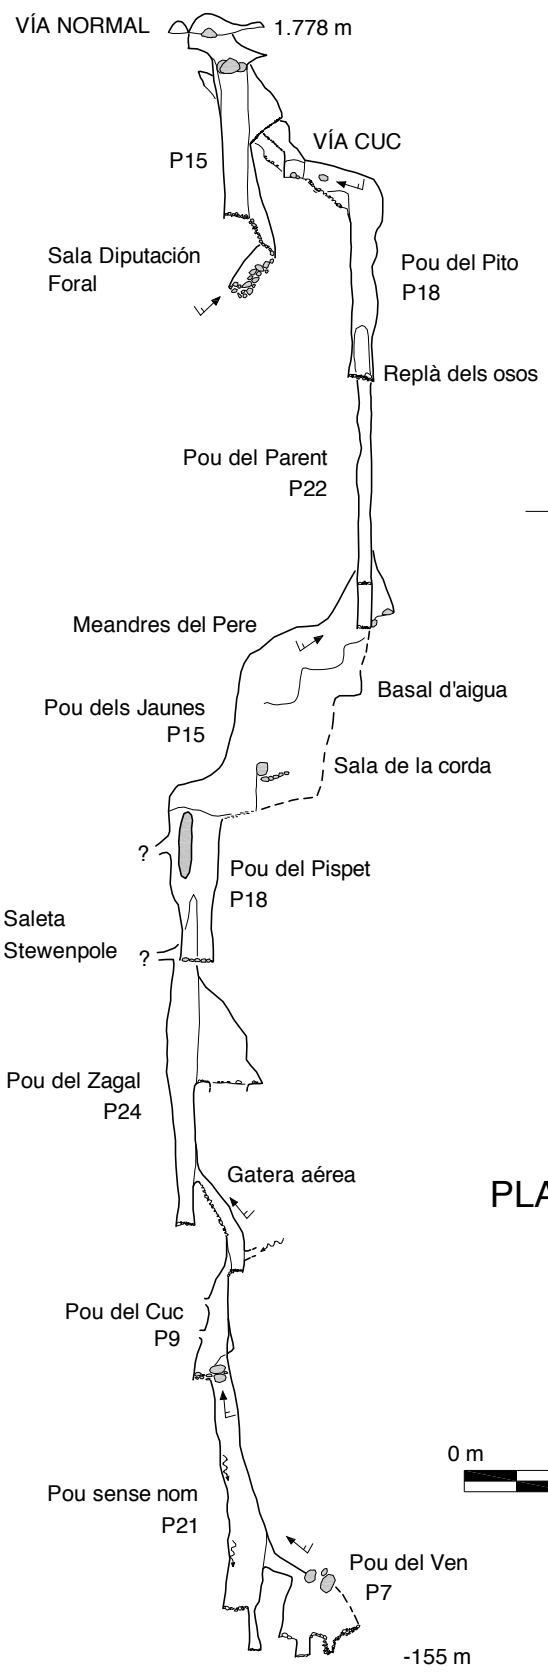 VÍA NORMAL
1.778 m
VÍA CUC
P15
Sala Diputación
Foral
Pou del Pito
P18
Replà dels osos
Pou del Parent
P22
Meandres del Pere
Basal d'aigua
Pou dels Jaunes
P15
Sala de la corda
?
Pou del Pispet
P18
Saleta
Stewenpole
?
Pou del Zagal
P24
Gatera aérea
PLA
Pou del Cuc
P9
0 m
Pou sense nom
P21
Pou del Ven
P7
-155 m